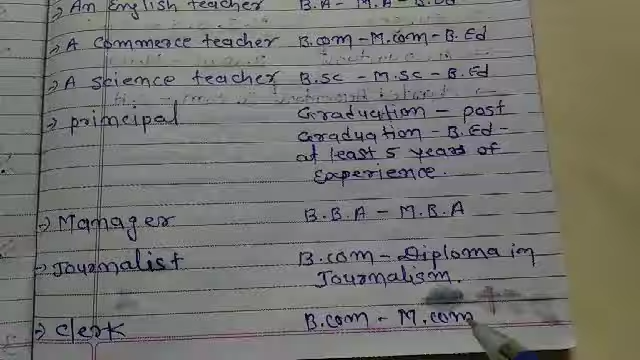 → An English teacher B.A - M.A - B.Ed
→ A commerce teacher B.com - M.com - B.Ed
→ A science teacher B.sc - M.sc - B.Ed
→ principal Graduation - post
Graduation - B.Ed -
at least 5 years of
Experience.
→ Manager B.B.A - M.B.A
→ Journalist B.com - Diploma in
Journalism.
→ Clerk B.com - M.com